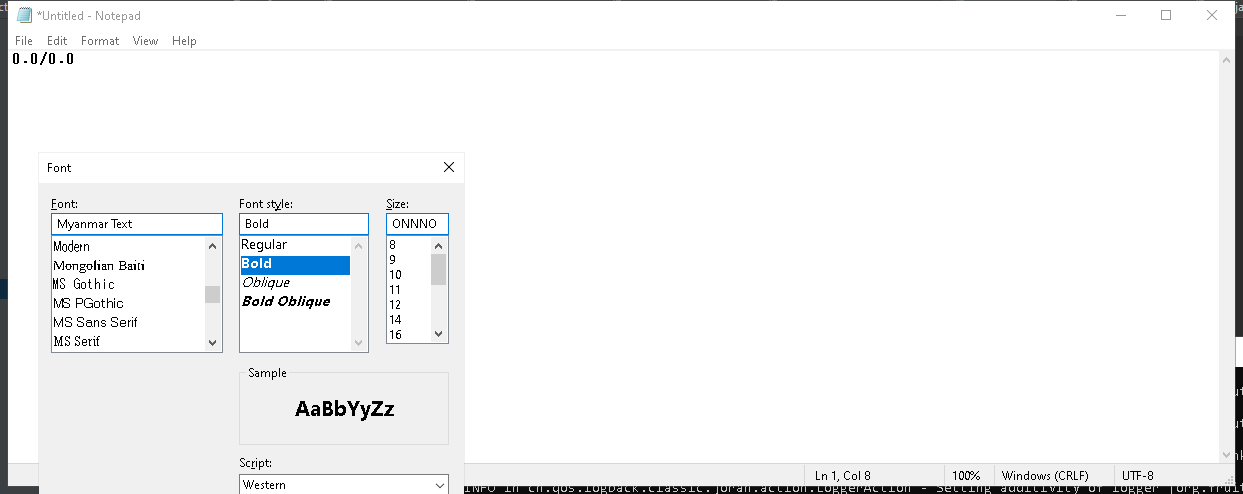 *Untitled - Notepad
File Edit Format View Help
0.0/0.0
Font
Font: Font style: Size:
Myanmar Text Bold ONNNO
Modern Regular 8
Mongolian Baiti Bold 9
MS Gothic Oblique 10
MS PGothic Bold Oblique 11
MS Sans Serif 12
MS Serif 14
16
Sample
AaBbYyZz
Script:
Western
Ln 1, Col 8 100% Windows (CRLF) UTF-8
INFO in ch.qos.logback.classic.joran.action.LoggerAction - Setting additivity of logger